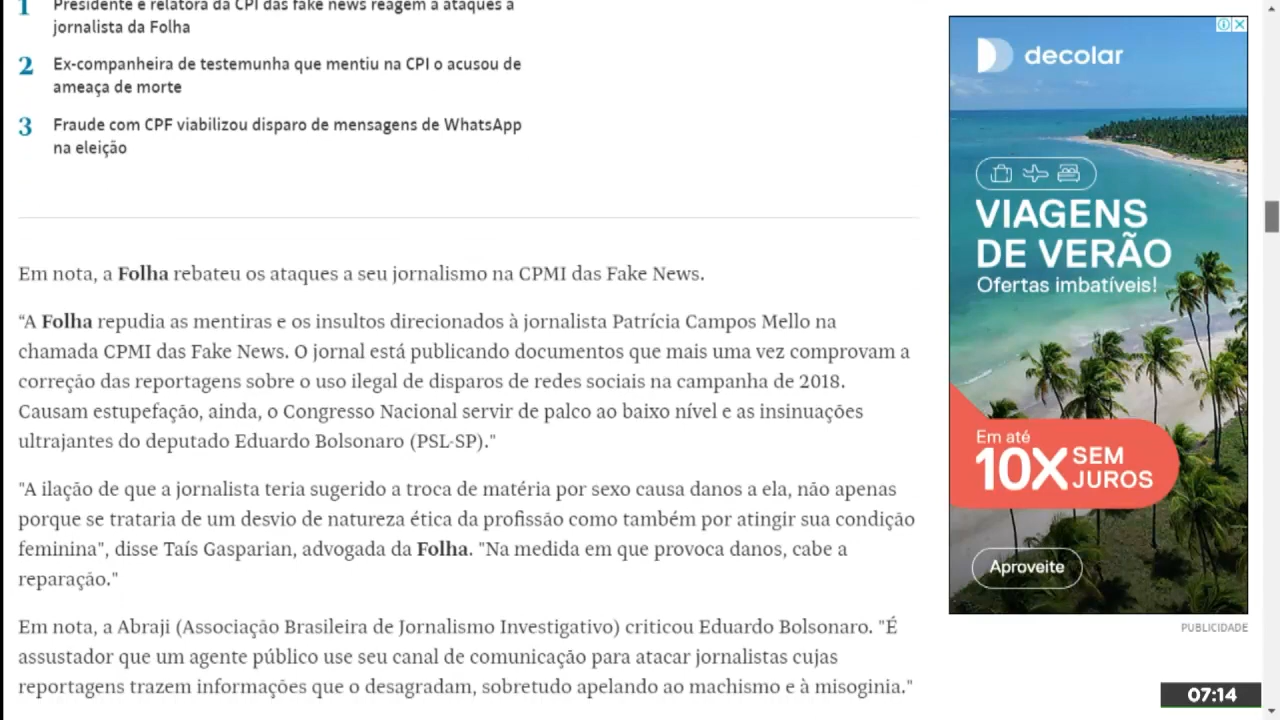 1 Presidente e relatora da CPI das fake news reagem a ataques a
jornalista da Folha
2 Ex-companheira de testemunha que mentiu na CPI o acusou de
ameaça de morte
3 Fraude com CPF viabilizou disparo de mensagens de WhatsApp
na eleição
Em nota, a Folha rebateu os ataques a seu jornalismo na CPMI das Fake News.
“A Folha repudia as mentiras e os insultos direcionados à jornalista Patrícia Campos Mello na
chamada CPMI das Fake News. O jornal está publicando documentos que mais uma vez comprovam a
correção das reportagens sobre o uso ilegal de disparos de redes sociais na campanha de 2018.
Causam estupefação, ainda, o Congresso Nacional servir de palco ao baixo nível e as insinuações
ultrajantes do deputado Eduardo Bolsonaro (PSL-SP)."
"A ilação de que a jornalista teria sugerido a troca de matéria por sexo causa danos a ela, não apenas
porque se trataria de um desvio de natureza ética da profissão como também por atingir sua condição
feminina", disse Taís Gasparian, advogada da Folha. "Na medida em que provoca danos, cabe a
reparação."
Em nota, a Abraji (Associação Brasileira de Jornalismo Investigativo) criticou Eduardo Bolsonaro. "É
assustador que um agente público use seu canal de comunicação para atacar jornalistas cujas
reportagens trazem informações que o desagradam, sobretudo apelando ao machismo e à misoginia."
decolar
VIAGENS
DE VERÃO
Ofertas imbatíveis!
Em até
10X SEM
JUROS
Aproveite
PUBLICIDADE
07:14